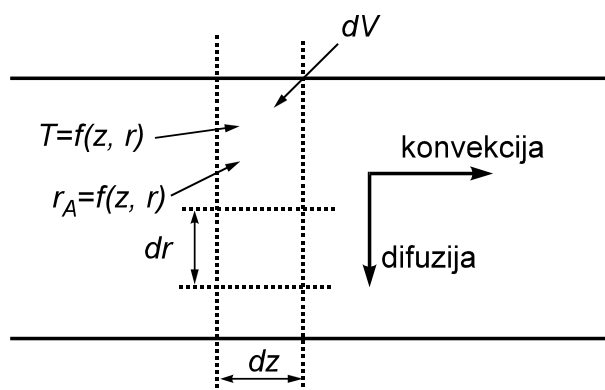 dV
T=f(z, r)
konvekcija
r_A=f(z, r)
dr
difuzija
dz